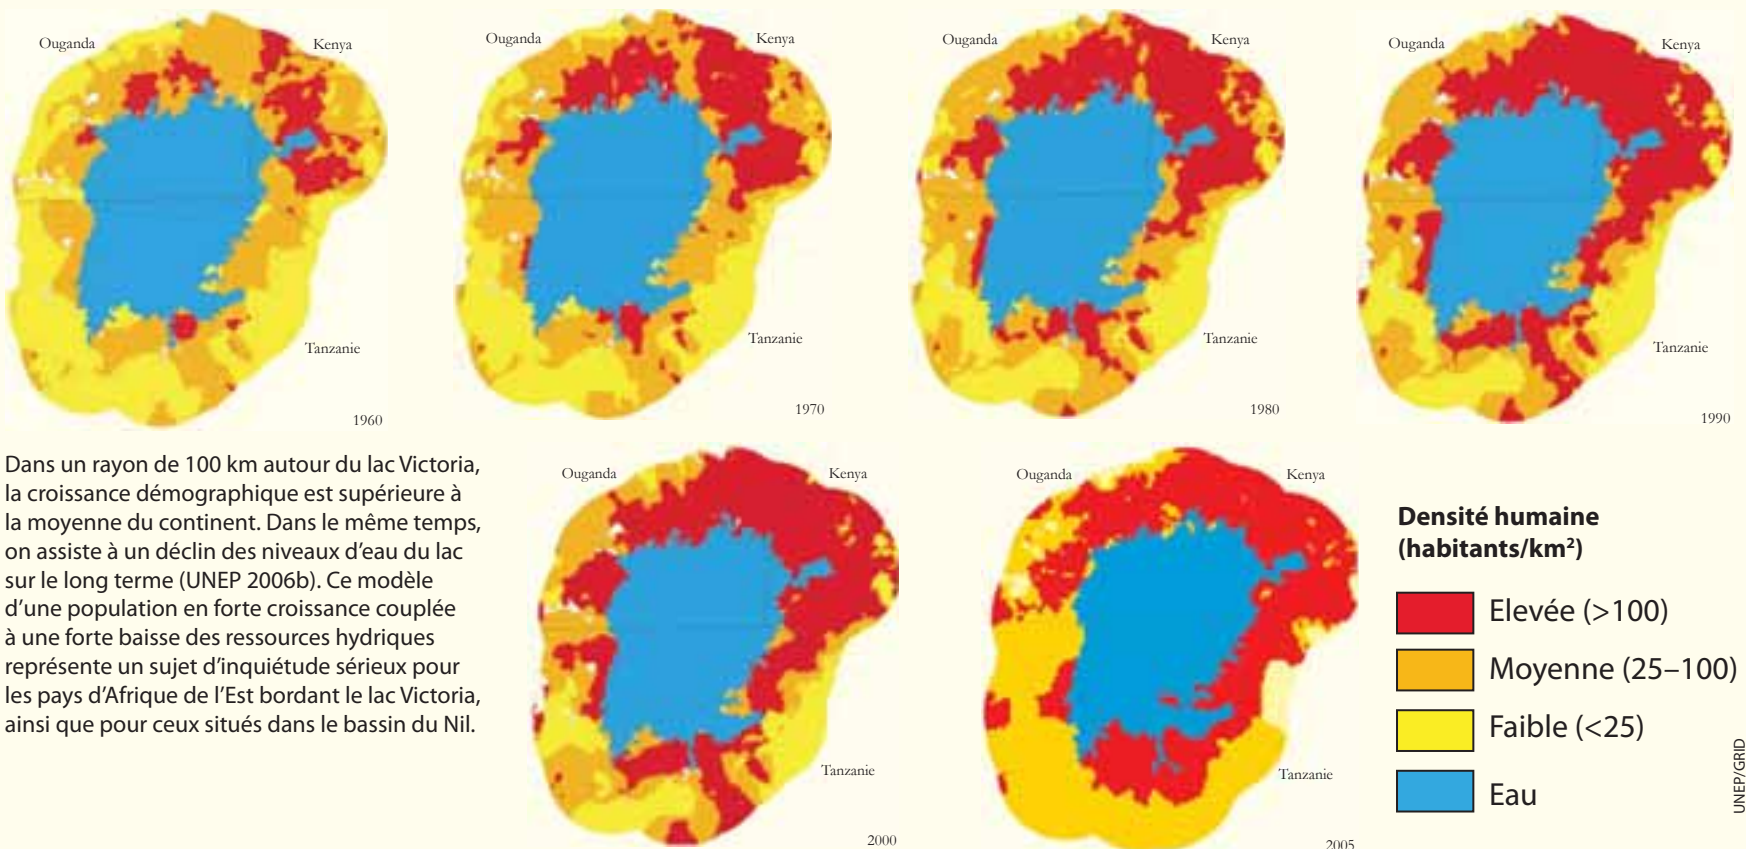 Ouganda
Kenya
Tanzanie
1960
Ouganda
Kenya
Tanzanie
1970
Ouganda
Kenya
Tanzanie
1980
Ouganda
Kenya
Tanzanie
1990
Dans un rayon de 100 km autour du lac Victoria,
la croissance démographique est supérieure à
la moyenne du continent. Dans le même temps,
on assiste à un déclin des niveaux d’eau du lac
sur le long terme (UNEP 2006b). Ce modèle
d’une population en forte croissance couplée
à une forte baisse des ressources hydriques
représente un sujet d’inquiétude sérieux pour
les pays d’Afrique de l’Est bordant le lac Victoria,
ainsi que pour ceux situés dans le bassin du Nil.
Ouganda
Kenya
Tanzanie
2000
Ouganda
Kenya
Tanzanie
2005
Densité humaine
(habitants/km²)
Elevée (>100)
Moyenne (25–100)
Faible (<25)
Eau
UNEP/GRID